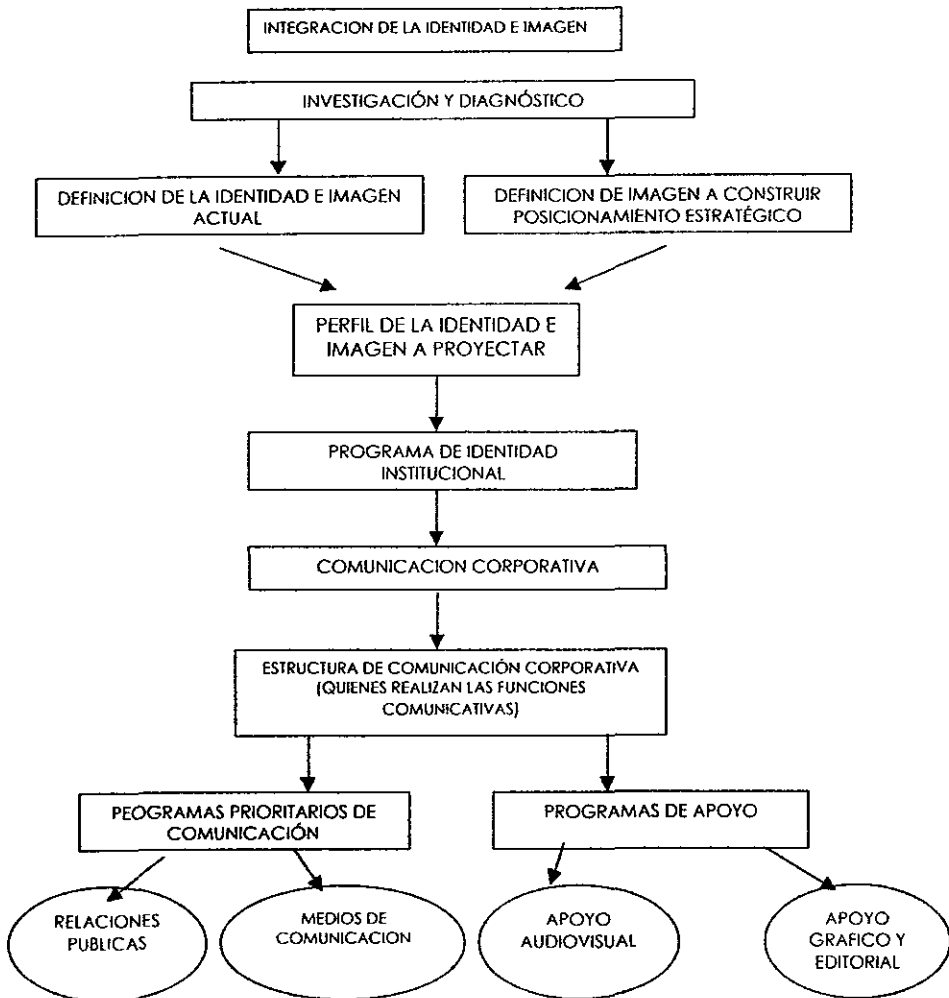 INTEGRACION DE LA IDENTIDAD E IMAGEN
INVESTIGACIÓN Y DIAGNÓSTICO
DEFINICION DE LA IDENTIDAD E IMAGEN
ACTUAL
DEFINICION DE IMAGEN A CONSTRUIR
POSICIONAMIENTO ESTRATÉGICO
PERFIL DE LA IDENTIDAD E
IMAGEN A PROYECTAR
PROGRAMA DE IDENTIDAD
INSTITUCIONAL
COMUNICACION CORPORATIVA
ESTRUCTURA DE COMUNICACIÓN CORPORATIVA
(QUIENES REALIZAN LAS FUNCIONES
COMUNICATIVAS)
PEOGRAMAS PRIORITARIOS DE
COMUNICACIÓN
PROGRAMAS DE APOYO
RELACIONES
PUBLICAS
MEDIOS DE
COMUNICACION
APOYO
AUDIOVISUAL
APOYO
GRAFICO Y
EDITORIAL